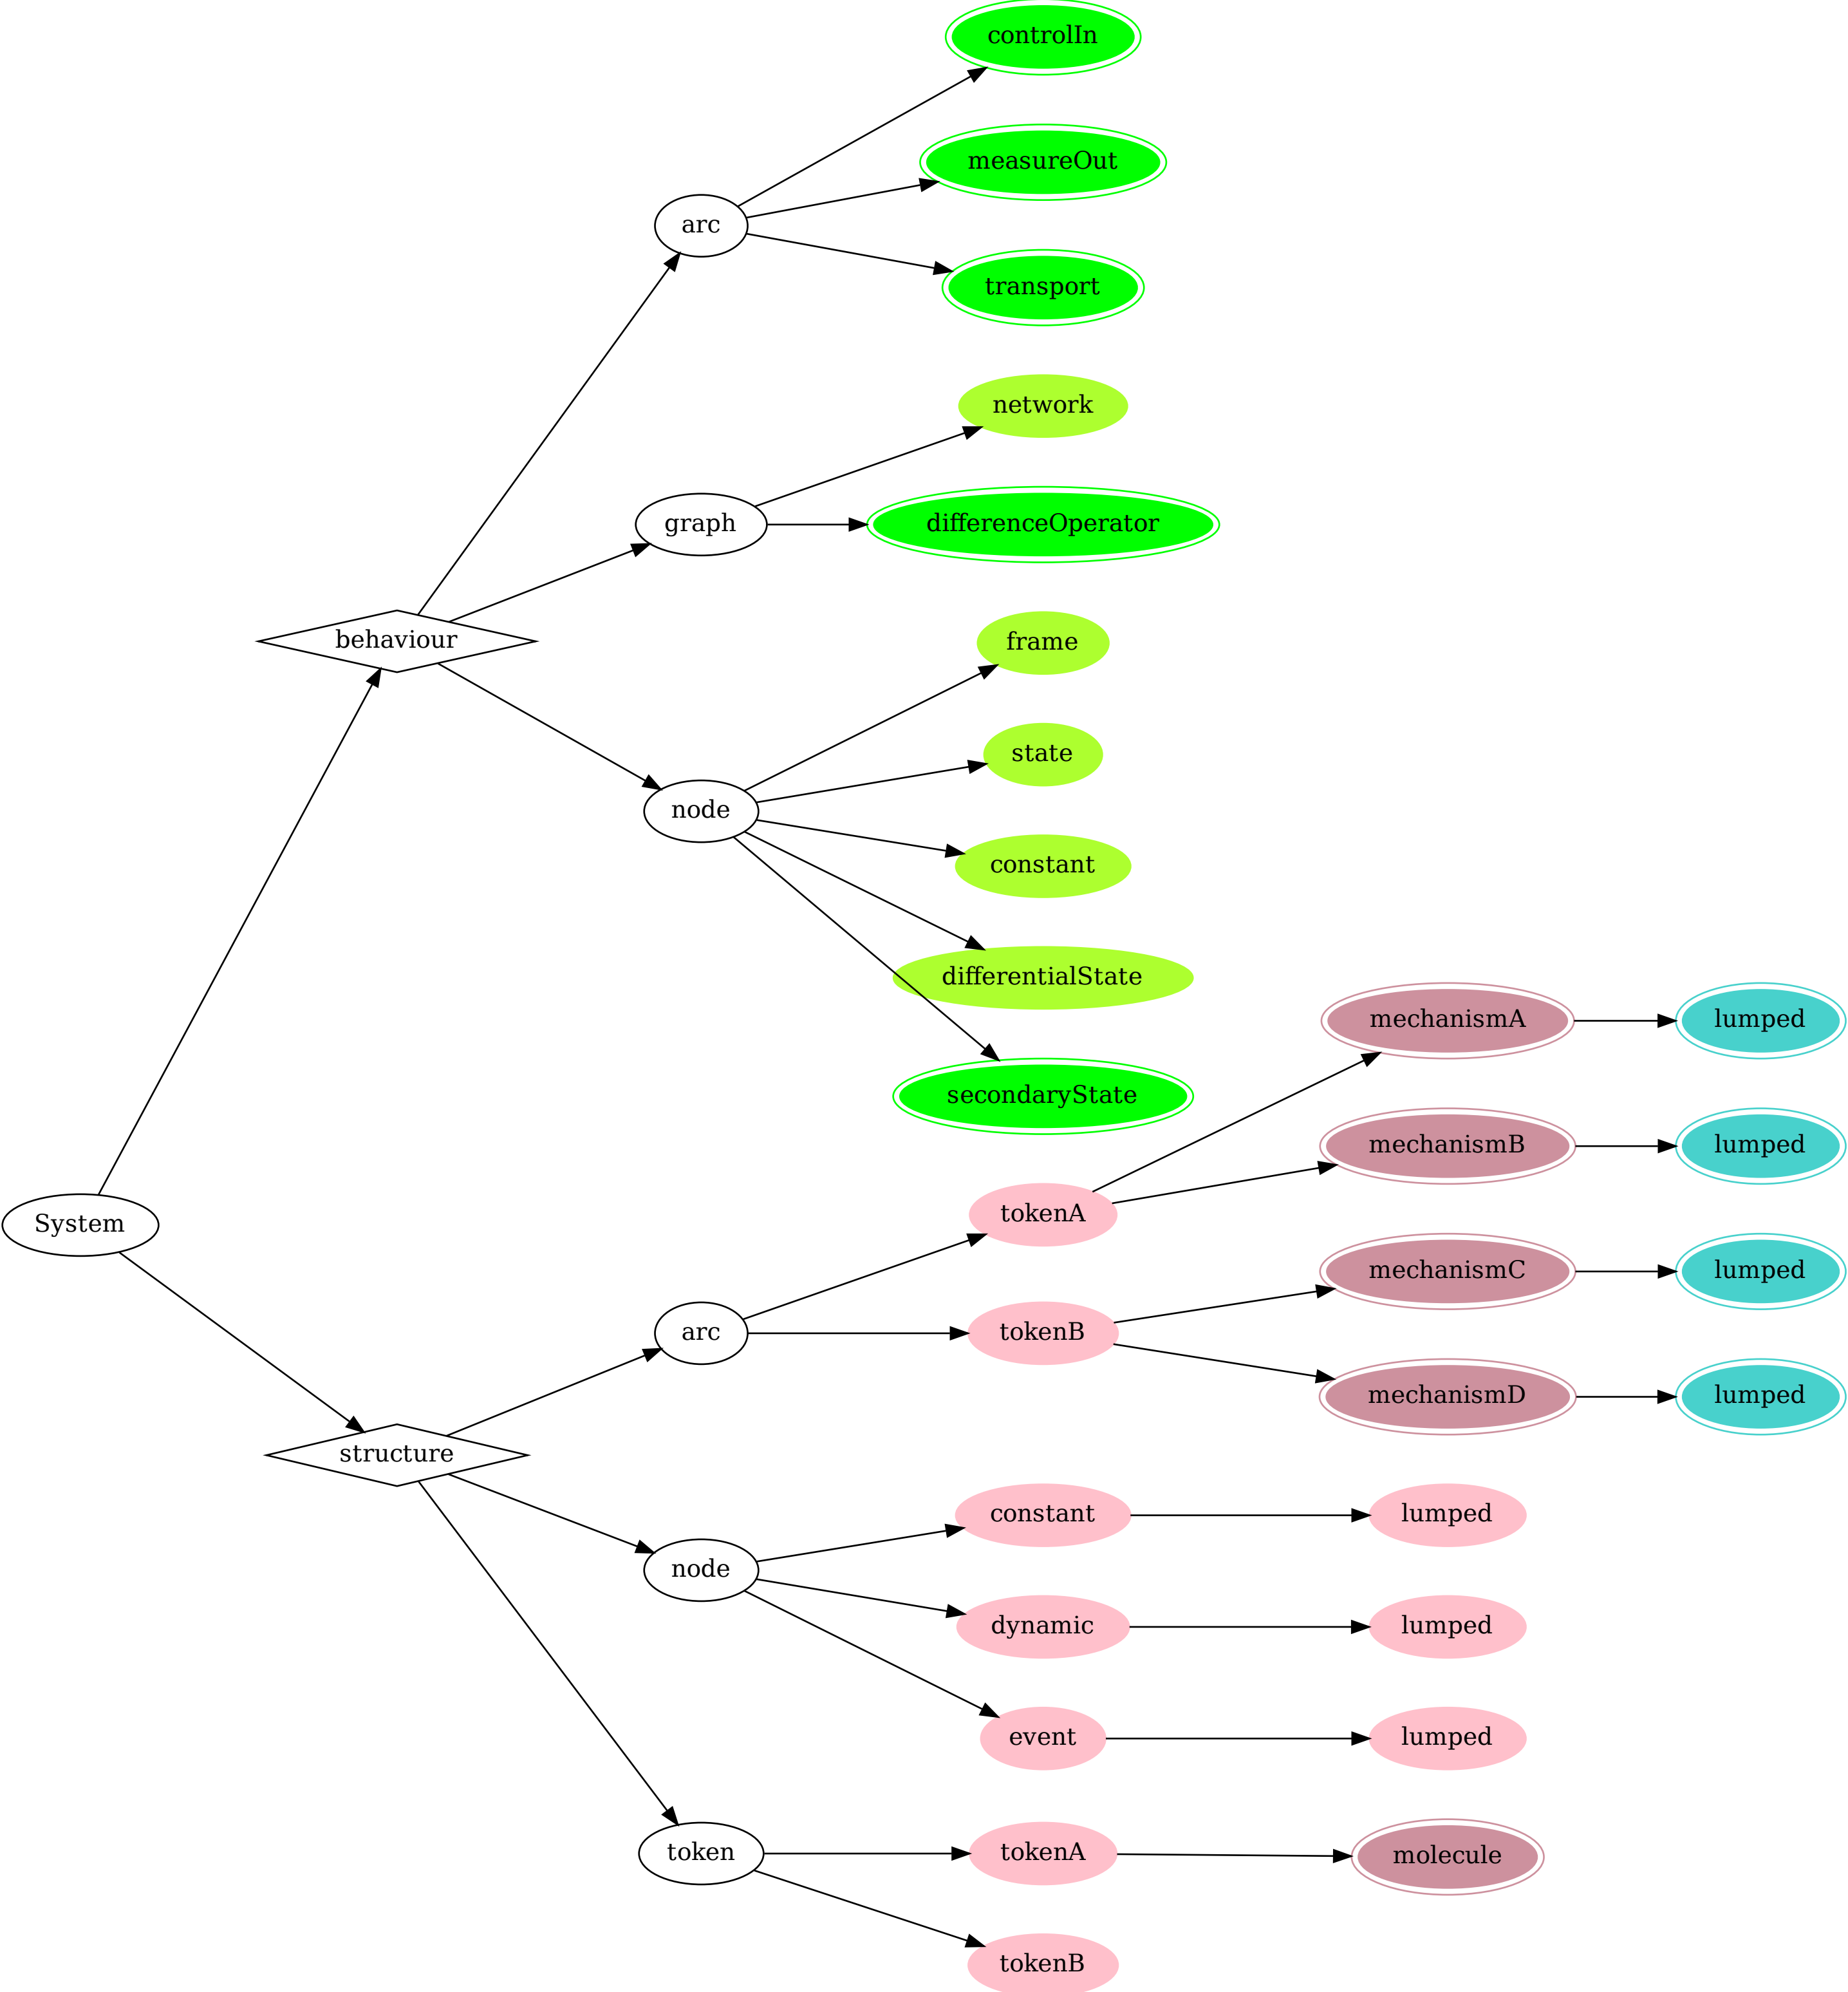 System
behaviour
arc
controlIn
measureOut
transport
graph
network
differenceOperator
node
frame
state
constant
differentialState
secondaryState
structure
arc
tokenA
mechanismA
lumped
mechanismB
lumped
tokenB
mechanismC
lumped
mechanismD
lumped
node
constant
lumped
dynamic
lumped
event
lumped
token
tokenA
molecule
tokenB